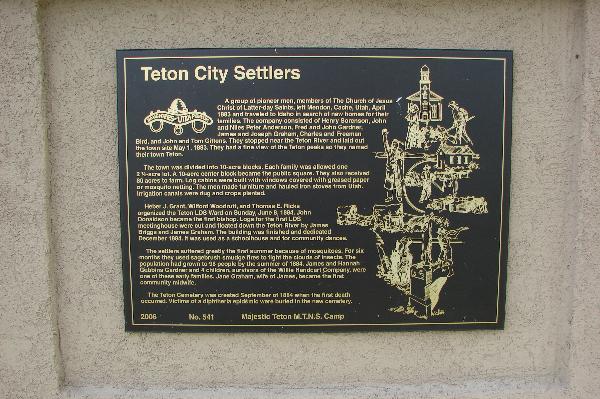 Teton City Settlers
A group of pioneer men, members of The Church of Jesus
Christ of Latter-day Saints, left Mendon, Cache, Utah, April
1883 and traveled to Idaho in search of new homes for their
families. The company consisted of Henry Sorenson, John
and Niles Peter Anderson, Fred and John Gardner,
James and Joseph Graham, Charles and Freeman
Bird, and John and Tom Gittens. They stopped near the Teton River and laid out
the town site May 1, 1883. They had a fine view of the Teton peaks so they named
their town Teton.
The town was divided into 10-acre blocks. Each family was allowed one
2 ½-acre lot. A 10-acre center block became the public square. They also received
80 acres to farm. Log cabins were built with windows covered with greased paper
or mosquito netting. The men made furniture and hauled iron stoves from Utah.
Irrigation canals were dug and crops planted.
Heber J. Grant, Wilford Woodruff, and Thomas E. Ricks
organized the Teton LDS Ward on Sunday, June 8, 1884. John
Donaldson became the first bishop. Logs for the first LDS
meetinghouse were cut and floated down the Teton River by James
Briggs and James Graham. The building was finished and dedicated
December 1884. It was used as a schoolhouse and for community dances.
The settlers suffered greatly the first summer because of mosquitoes. For six
months they used sagebrush smudge fires to fight the clouds of insects. The
population had grown to 98 people by the summer of 1884. James and Hannah
Gubbins Gardner and 4 children, survivors of the Willie Handcart Company, were
one of these early families. Jane Graham, wife of James, became the first
community midwife.
The Teton Cemetery was created September of 1884 when the first death
occurred. Victims of a diphtheria epidemic were buried in the new cemetery.
2006 No. 541 Majestic Teton M.T.N.S. Camp